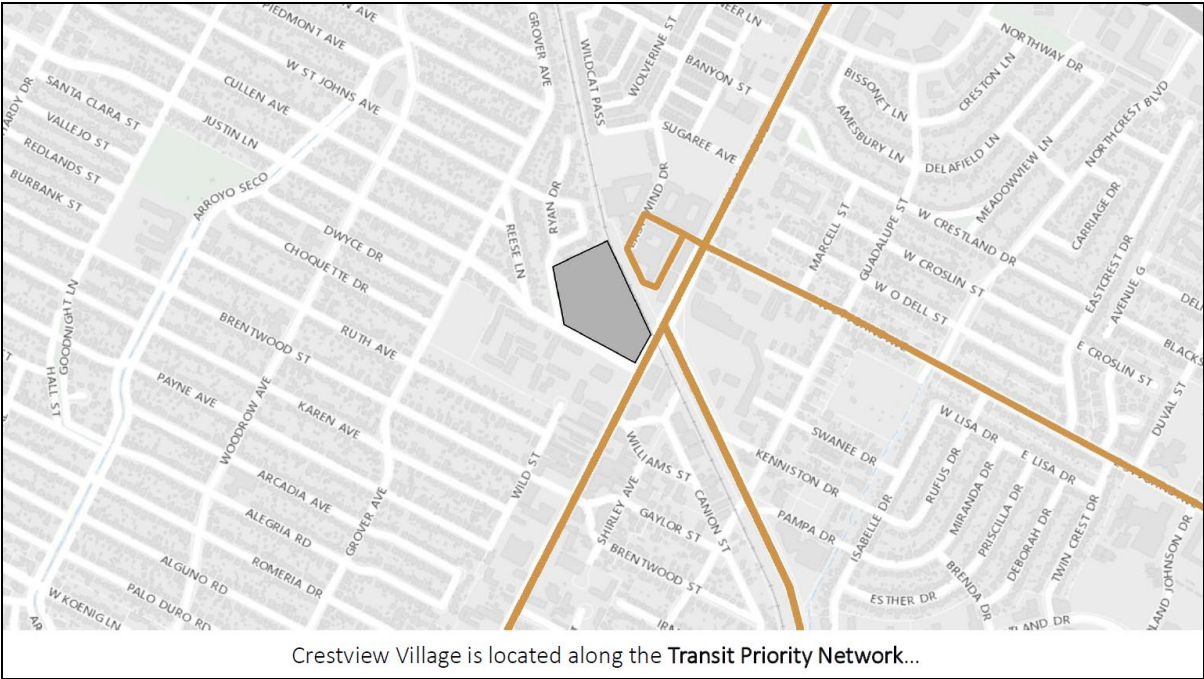 PIEDMONT AVE
W ST JOHNS AVE
CULLEN AVE
JUSTIN LN
SANTA CLARA ST
VALLEJO ST
REDLANDS ST
BURBANK ST
HARDY DR
ARROYO SECO
GROVER AVE
WILDCAT PASS
WOLVERINE ST
BANYON ST
SUGAREE AVE
RYAN DR
REESE LN
DWYCE DR
CHOQUETTE DR
RUTH AVE
BRENTWOOD ST
PAYNE AVE
KAREN AVE
WOODROW AVE
GOODNIGHT LN
HALL ST
ARCADIA AVE
ALEGRIA RD
ROMERIA DR
ALGUNO RD
PALO DURO RD
W KOENIG LN
GROVER AVE
WILD ST
WILLIAMS ST
SHIRLEY AVE
GAYLOR ST
BRENTWOOD ST
CANION ST
KENNISTON DR
SWANEE DR
PAMPA DR
ISABELLE DR
ESTHER DR
BRENDA DR
RUFUS DR
MIRANDA DR
PRISCILLA DR
DEBORAH DR
TWIN CREST DR
W LISA DR
E LISA DR
E CROSLIN ST
W CROSLIN ST
W O DELL ST
W CRESTLAND DR
MARCELL ST
GUADALUPE ST
AMESBURY LN
BISSONET LN
CRESTON LN
DELAFIELD LN
MEADOWVIEW LN
NORTHWAY DR
NORTHCREST BLVD
CARRIAGE DR
EASTCREST DR
AVENUE G
DUVAL ST
Crestview Village is located along the Transit Priority Network...